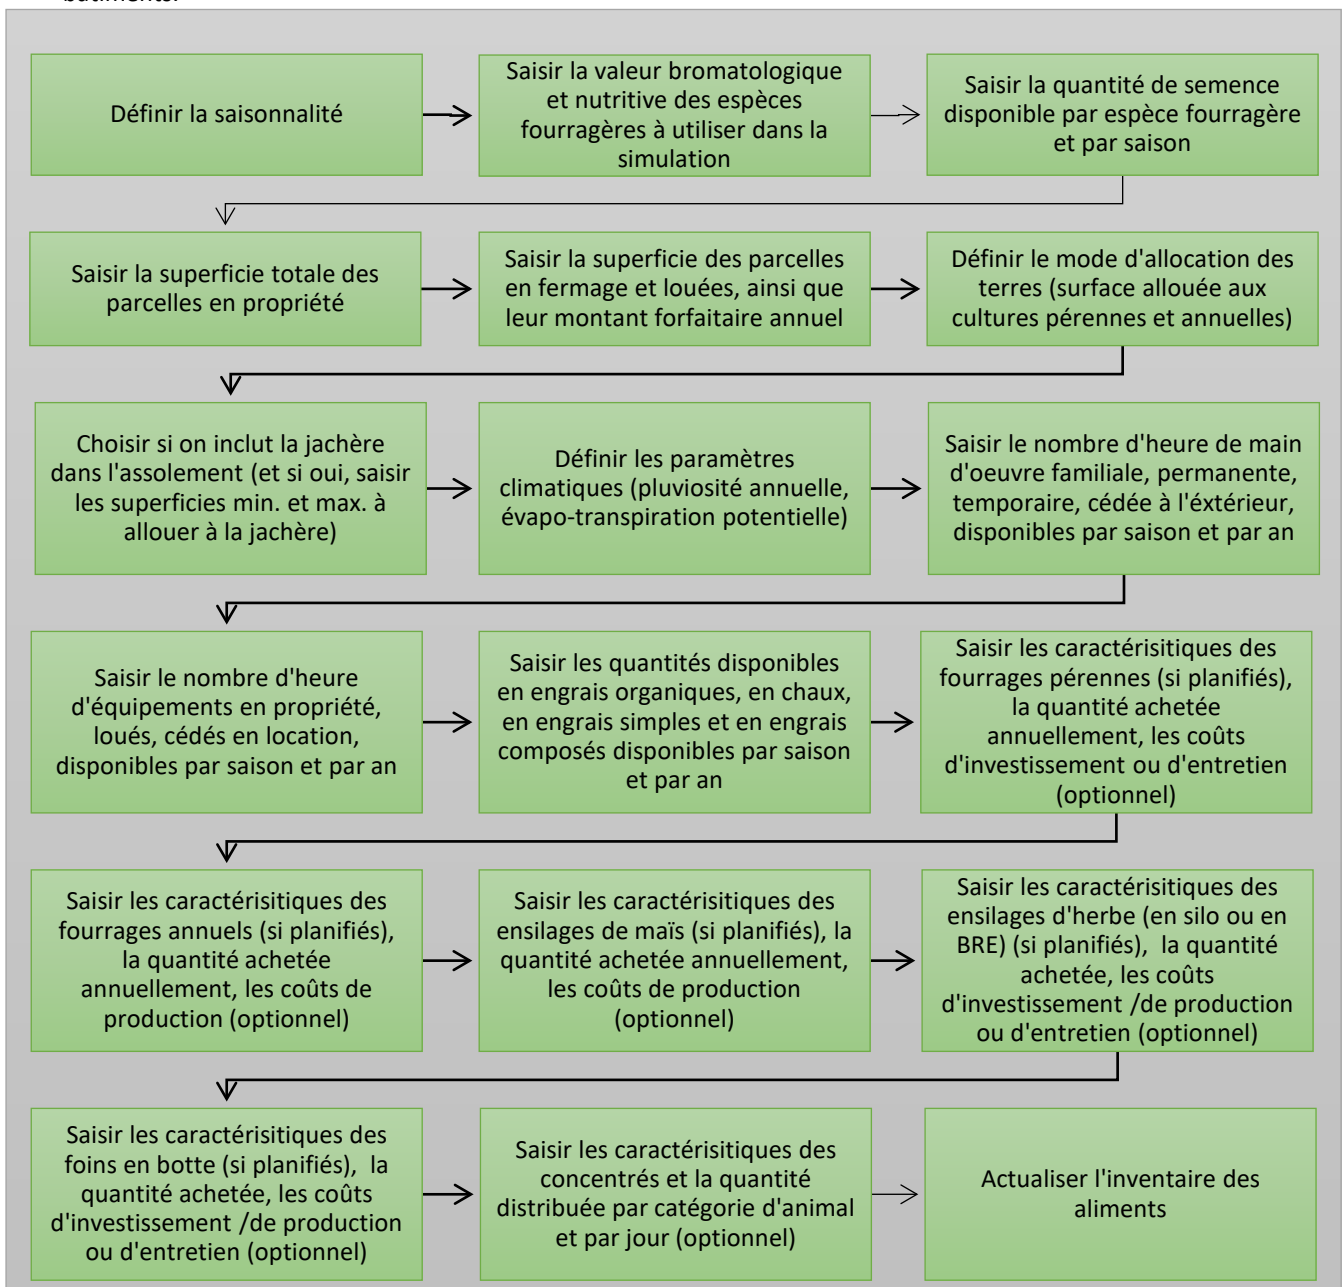 bâtiments.
Définir la saisonnalité
Saisir la valeur bromatologique
et nutritive des espèces
fourragères à utiliser dans la
simulation
Saisir la quantité de semence
disponible par espèce fourragère
et par saison
Saisir la superficie totale des
parcelles en propriété
Saisir la superficie des parcelles
en fermage et louées, ainsi que
leur montant forfaitaire annuel
Définir le mode d'allocation des
terres (surface allouée aux
cultures pérennes et annuelles)
Choisir si on inclut la jachère
dans l'assolement (et si oui, saisir
les superficies min. et max. à
allouer à la jachère)
Définir les paramètres
climatiques (pluviosité annuelle,
évapo-transpiration potentielle)
Saisir le nombre d'heure de main
d'oeuvre familiale, permanente,
temporaire, cédée à l'éxtérieur,
disponibles par saison et par an
Saisir le nombre d'heure
d'équipements en propriété,
loués, cédés en location,
disponibles par saison et par an
Saisir les quantités disponibles
en engrais organiques, en chaux,
en engrais simples et en engrais
composés disponibles par saison
et par an
Saisir les caractérisitiques des
fourrages pérennes (si planifiés),
la quantité achetée
annuellement, les coûts
d'investissement ou d'entretien
(optionnel)
Saisir les caractérisitiques des
fourrages annuels (si planifiés),
la quantité achetée
annuellement, les coûts de
production (optionnel)
Saisir les caractérisitiques des
ensilages de maïs (si planifiés), la
quantité achetée annuellement,
les coûts de production
(optionnel)
Saisir les caractérisitiques des
ensilages d'herbe (en silo ou en
BRE) (si planifiés), la quantité
achetée, les coûts
d'investissement /de production
ou d'entretien (optionnel)
Saisir les caractérisitiques des
foins en botte (si planifiés), la
quantité achetée, les coûts
d'investissement /de production
ou d'entretien (optionnel)
Saisir les caractérisitiques des
concentrés et la quantité
distribuée par catégorie d'animal
et par jour (optionnel)
Actualiser l'inventaire des
aliments